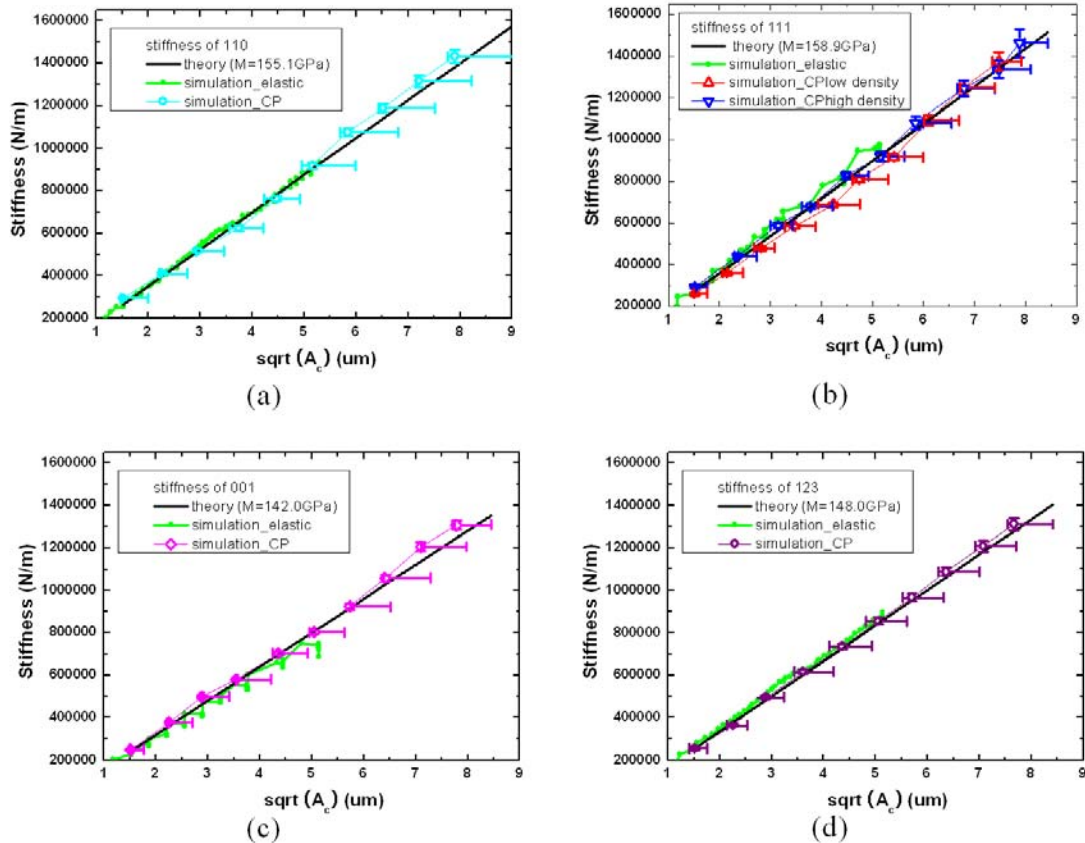 1600000
1400000
1200000
1000000
800000
600000
400000
200000
Stiffness (N/m)
stiffness of 110
theory (M=155.1GPa)
simulation_elastic
simulation_CP
1 2 3 4 5 6 7 8 9
sqrt (Ac) (um)
(a)
1600000
1400000
1200000
1000000
800000
600000
400000
200000
Stiffness (N/m)
stiffness of 111
theory (M=158.9GPa)
simulation_elastic
simulation_CPlow density
simulation_CPhigh density
1 2 3 4 5 6 7 8 9
sqrt (Ac) (um)
(b)
1600000
1400000
1200000
1000000
800000
600000
400000
200000
Stiffness (N/m)
stiffness of 001
theory (M=142.0GPa)
simulation_elastic
simulation_CP
1 2 3 4 5 6 7 8 9
sqrt (Ac) (um)
(c)
1600000
1400000
1200000
1000000
800000
600000
400000
200000
Stiffness (N/m)
stiffness of 123
theory (M=148.0GPa)
simulation_elastic
simulation_CP
1 2 3 4 5 6 7 8 9
sqrt (Ac) (um)
(d)